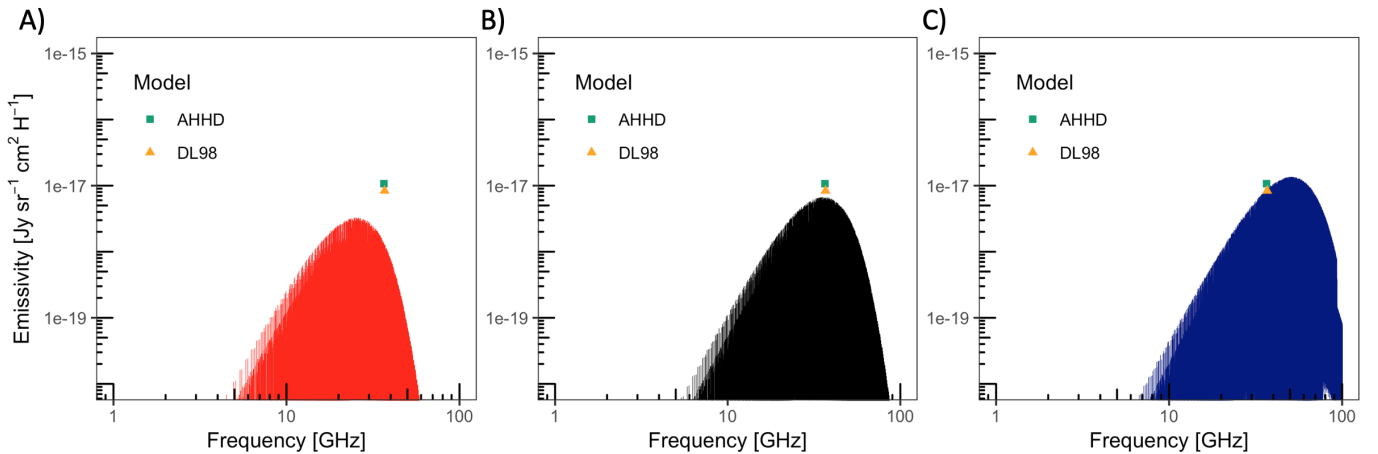 A)
B)
C)
Emissivity [Jy sr⁻¹ cm² H⁻¹]
1e-15
1e-17
1e-19
Model
AHHD
DL98
1
10
100
Frequency [GHz]
1e-15
1e-17
1e-19
Model
AHHD
DL98
1
10
100
Frequency [GHz]
1e-15
1e-17
1e-19
Model
AHHD
DL98
1
10
100
Frequency [GHz]